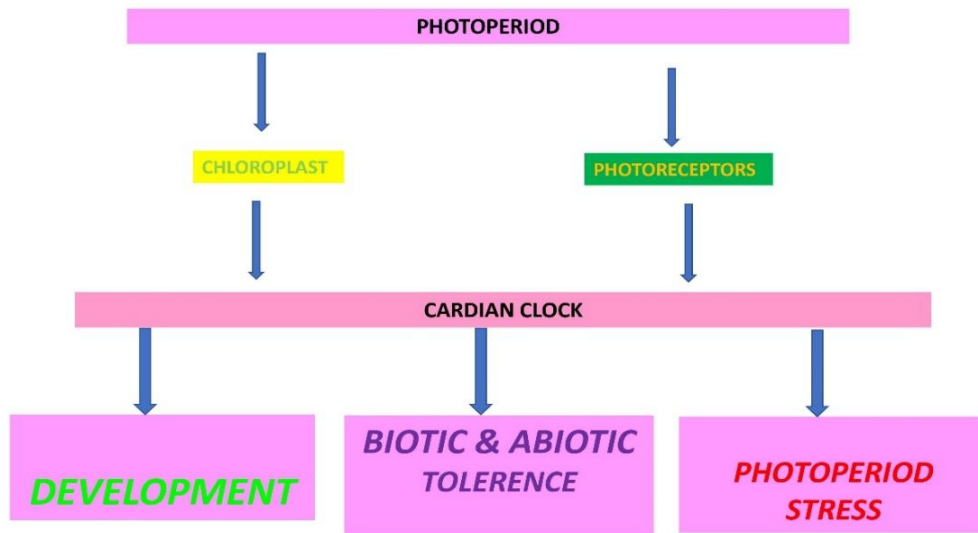 PHOTOPERIOD
CHLOROPLAST
PHOTORECEPTORS
CARDIAN CLOCK
DEVELOPMENT
BIOTIC & ABIOTIC
TOLERENCE
PHOTOPERIOD
STRESS